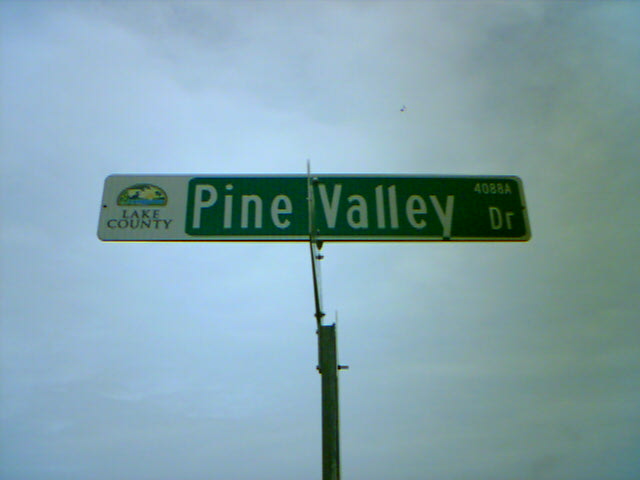 LAKE
COUNTY
Pine Valley Dr
4088A